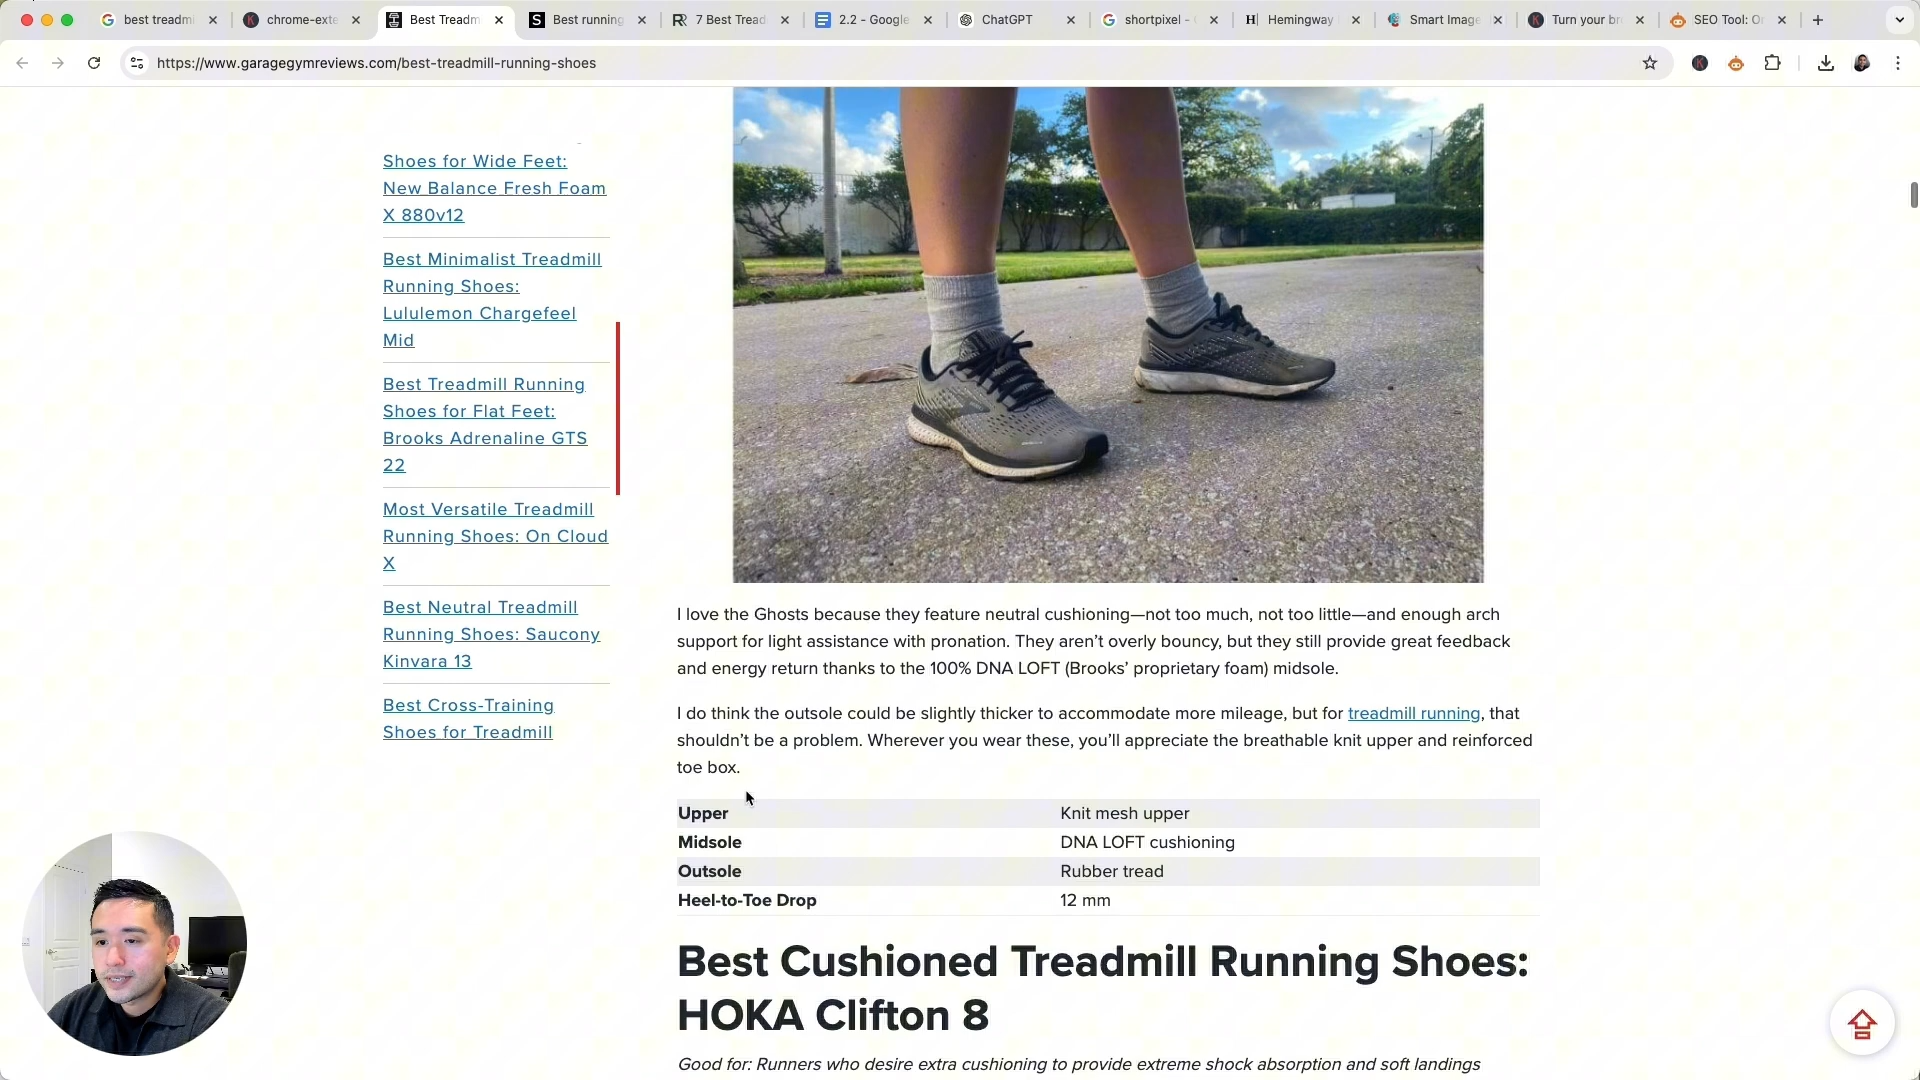 best treadmi
chrome-exte
Best Treadm
Best running
7 Best Tread
2.2 - Google
ChatGPT
shortpixel -
Hemingway
Smart Image
Turn your br
SEO Tool: O
https://www.garagegymreviews.com/best-treadmill-running-shoes
Shoes for Wide Feet:
New Balance Fresh Foam
X 880v12
Best Minimalist Treadmill
Running Shoes:
Lululemon Chargefeel
Mid
Best Treadmill Running
Shoes for Flat Feet:
Brooks Adrenaline GTS
22
Most Versatile Treadmill
Running Shoes: On Cloud
X
Best Neutral Treadmill
Running Shoes: Saucony
Kinvara 13
Best Cross-Training
Shoes for Treadmill
I love the Ghosts because they feature neutral cushioning—not too much, not too little—and enough arch
support for light assistance with pronation. They aren’t overly bouncy, but they still provide great feedback
and energy return thanks to the 100% DNA LOFT (Brooks’ proprietary foam) midsole.
I do think the outsole could be slightly thicker to accommodate more mileage, but for treadmill running, that
shouldn’t be a problem. Wherever you wear these, you’ll appreciate the breathable knit upper and reinforced
toe box.
Upper Knit mesh upper
Midsole DNA LOFT cushioning
Outsole Rubber tread
Heel-to-Toe Drop 12 mm
Best Cushioned Treadmill Running Shoes:
HOKA Clifton 8
Good for: Runners who desire extra cushioning to provide extreme shock absorption and soft landings